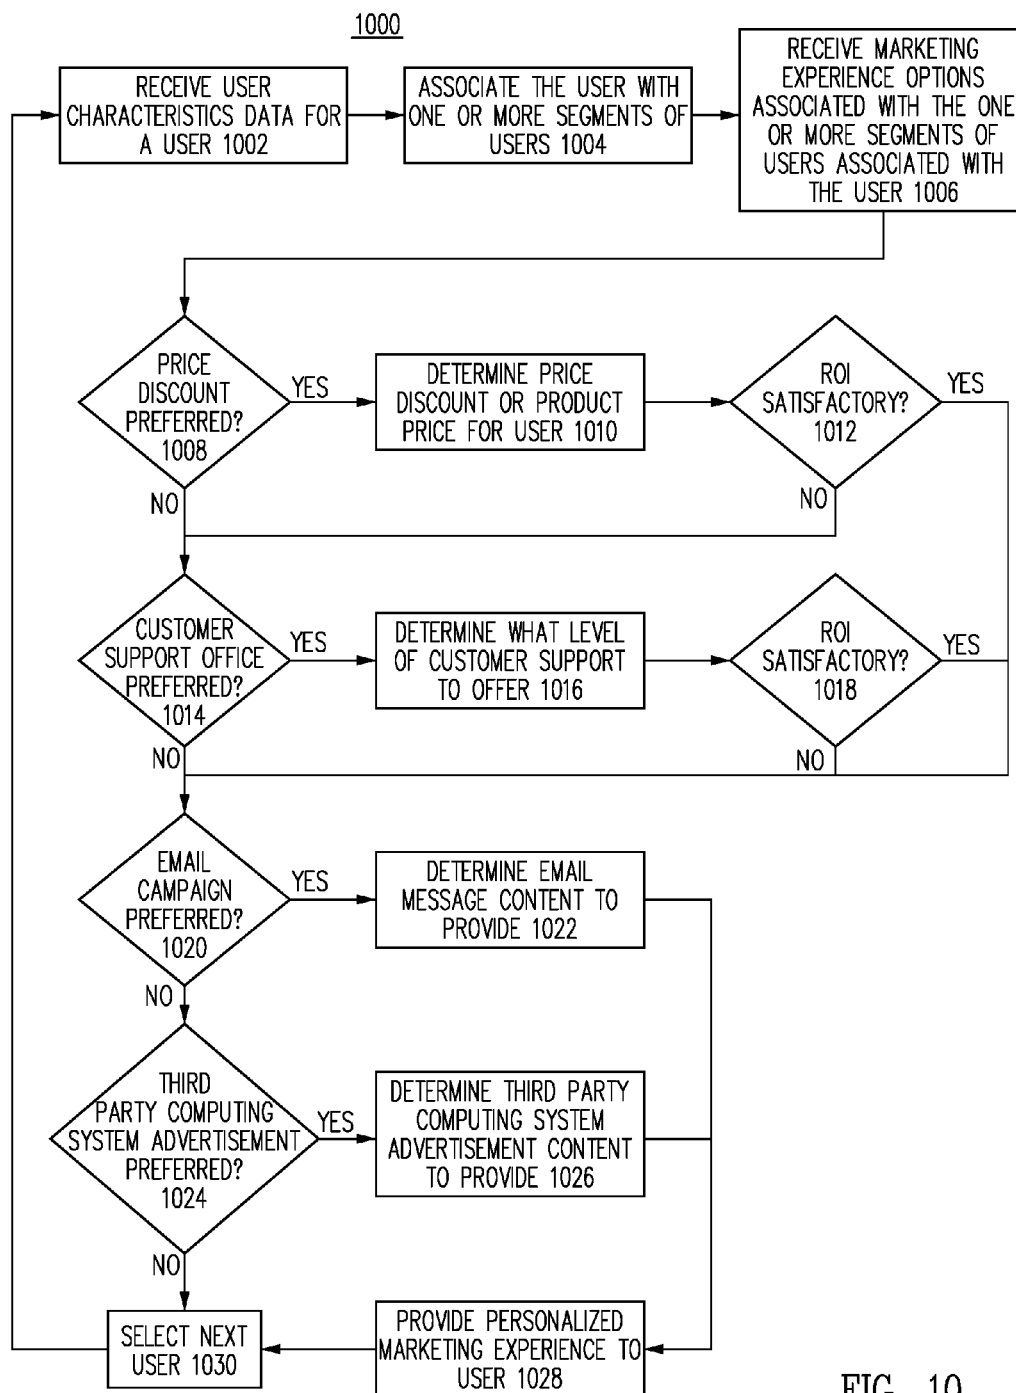 1000
RECEIVE USER
CHARACTERISTICS DATA FOR
A USER 1002
ASSOCIATE THE USER WITH
ONE OR MORE SEGMENTS OF
USERS 1004
RECEIVE MARKETING
EXPERIENCE OPTIONS
ASSOCIATED WITH THE ONE
OR MORE SEGMENTS OF
USERS ASSOCIATED WITH
THE USER 1006
PRICE
DISCOUNT
PREFERRED?
1008
YES
NO
DETERMINE PRICE
DISCOUNT OR PRODUCT
PRICE FOR USER 1010
ROI
SATISFACTORY?
1012
YES
NO
CUSTOMER
SUPPORT OFFICE
PREFERRED?
1014
YES
NO
DETERMINE WHAT LEVEL
OF CUSTOMER SUPPORT
TO OFFER 1016
ROI
SATISFACTORY?
1018
YES
NO
EMAIL
CAMPAIGN
PREFERRED?
1020
YES
NO
DETERMINE EMAIL
MESSAGE CONTENT TO
PROVIDE 1022
THIRD
PARTY COMPUTING
SYSTEM ADVERTISEMENT
PREFERRED?
1024
YES
NO
DETERMINE THIRD PARTY
COMPUTING SYSTEM
ADVERTISEMENT CONTENT
TO PROVIDE 1026
SELECT NEXT
USER 1030
PROVIDE PERSONALIZED
MARKETING EXPERIENCE TO
USER 1028
FIG. 10